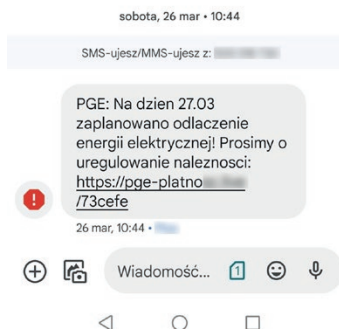 sobota, 26 mar • 10:44
SMS-ujesz/MMS-ujesz z:
PGE: Na dzien 27.03
zaplanowano odlaczenie
energii elektrycznej! Prosimy o
uregulowanie naleznosci:
https://pge-platno
/73cefe
26 mar, 10:44 •
Wiadomość... 1